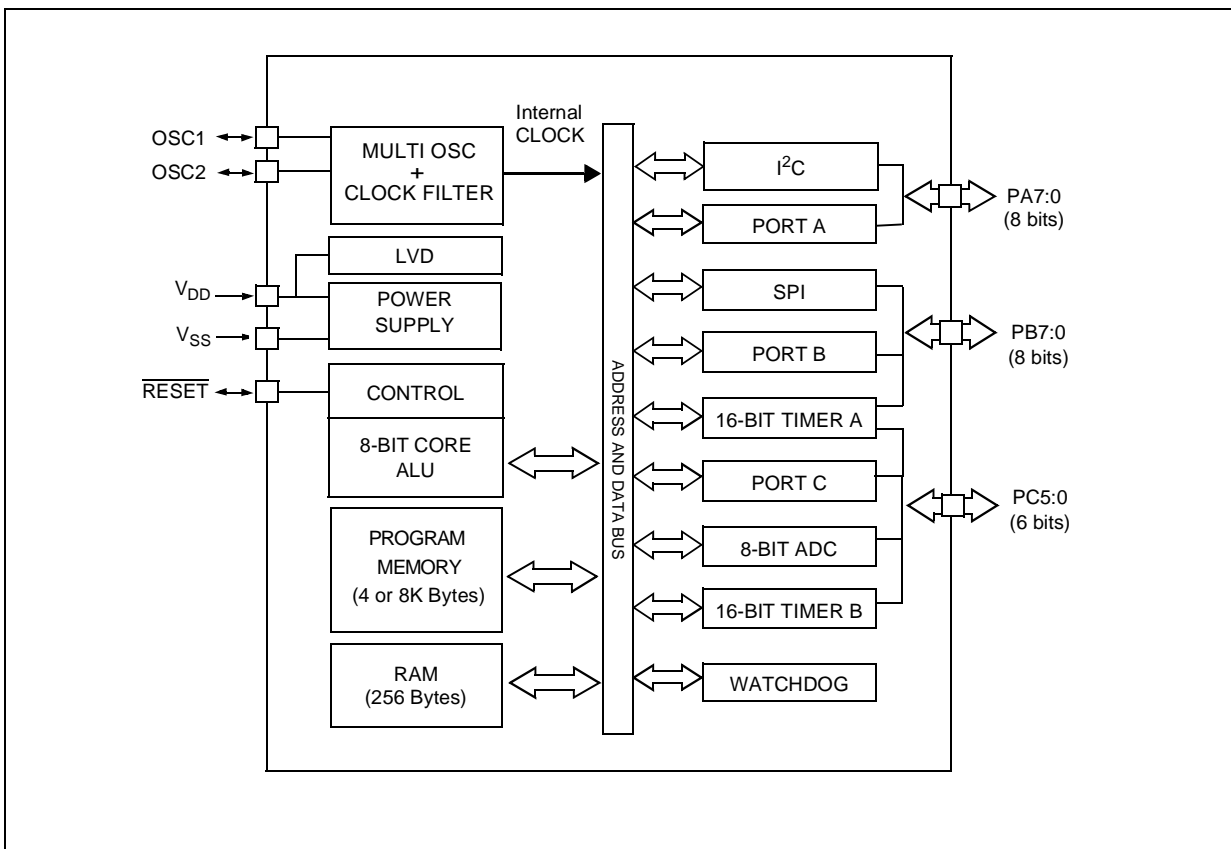 OSC1
OSC2
MULTI OSC
+
CLOCK FILTER
Internal
CLOCK
LVD
V_DD
POWER
SUPPLY
V_SS
RESET
CONTROL
8-BIT CORE
ALU
PROGRAM
MEMORY
(4 or 8K Bytes)
RAM
(256 Bytes)
ADDRESS AND DATA BUS
I²C
PORT A
PA7:0
(8 bits)
SPI
PORT B
PB7:0
(8 bits)
16-BIT TIMER A
PORT C
8-BIT ADC
PC5:0
(6 bits)
16-BIT TIMER B
WATCHDOG